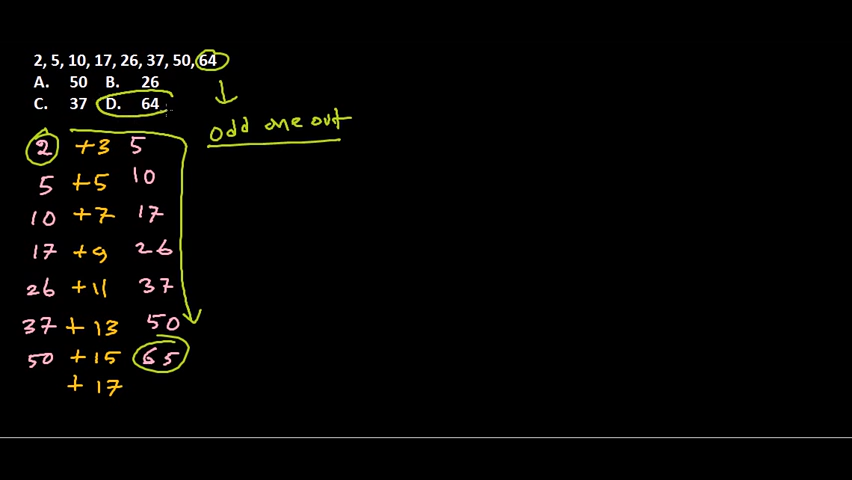 2, 5, 10, 17, 26, 37, 50, 64
A. 50 B. 26
C. 37 D. 64
odd one out
2 +3 5
5 +5 10
10 +7 17
17 +9 26
26 +11 37
37 +13 50
50 +15 65
+17